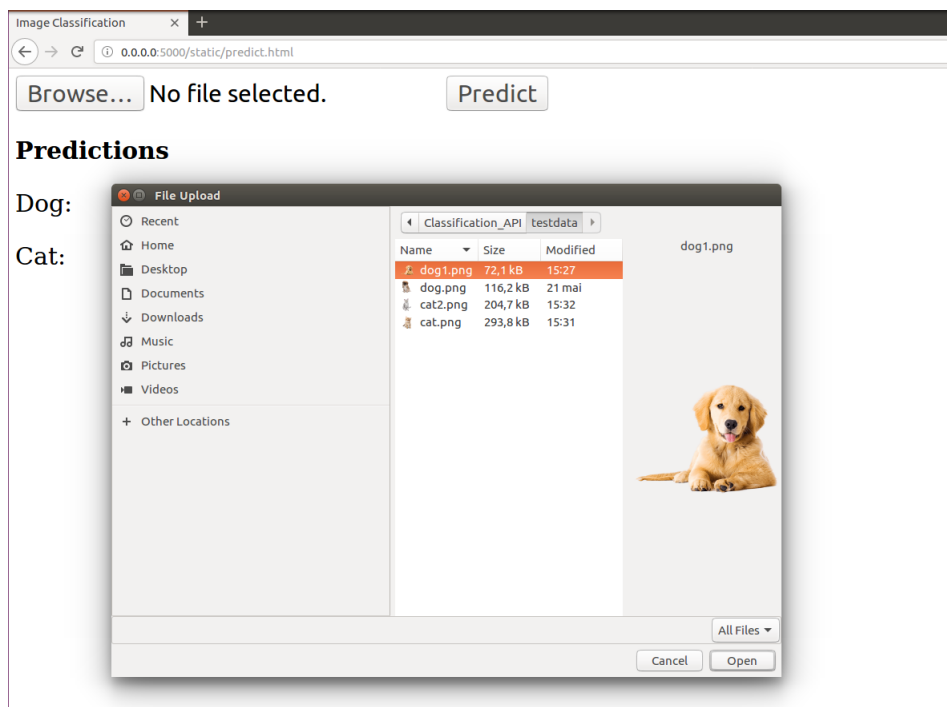 Image Classification × +
0.0.0.0:5000/static/predict.html
Browse... No file selected. Predict
Predictions
Dog:
Cat:
File Upload
Recent
Home
Desktop
Documents
Downloads
Music
Pictures
Videos
+ Other Locations
Classification_API testdata
Name Size Modified
dog1.png 72,1 kB 15:27
dog.png 116,2 kB 21 mai
cat2.png 204,7 kB 15:32
cat.png 293,8 kB 15:31
dog1.png
All Files
Cancel Open